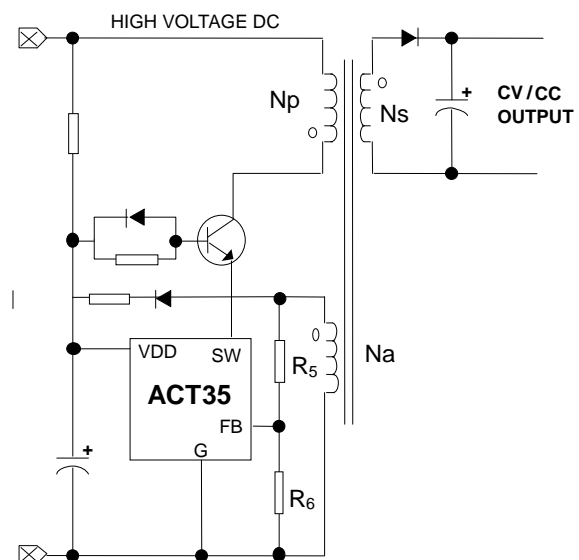 HIGH VOLTAGE DC
Np
Ns
CV/CC
OUTPUT
+
VDD
SW
ACT35
FB
G
R5
Na
R6
+